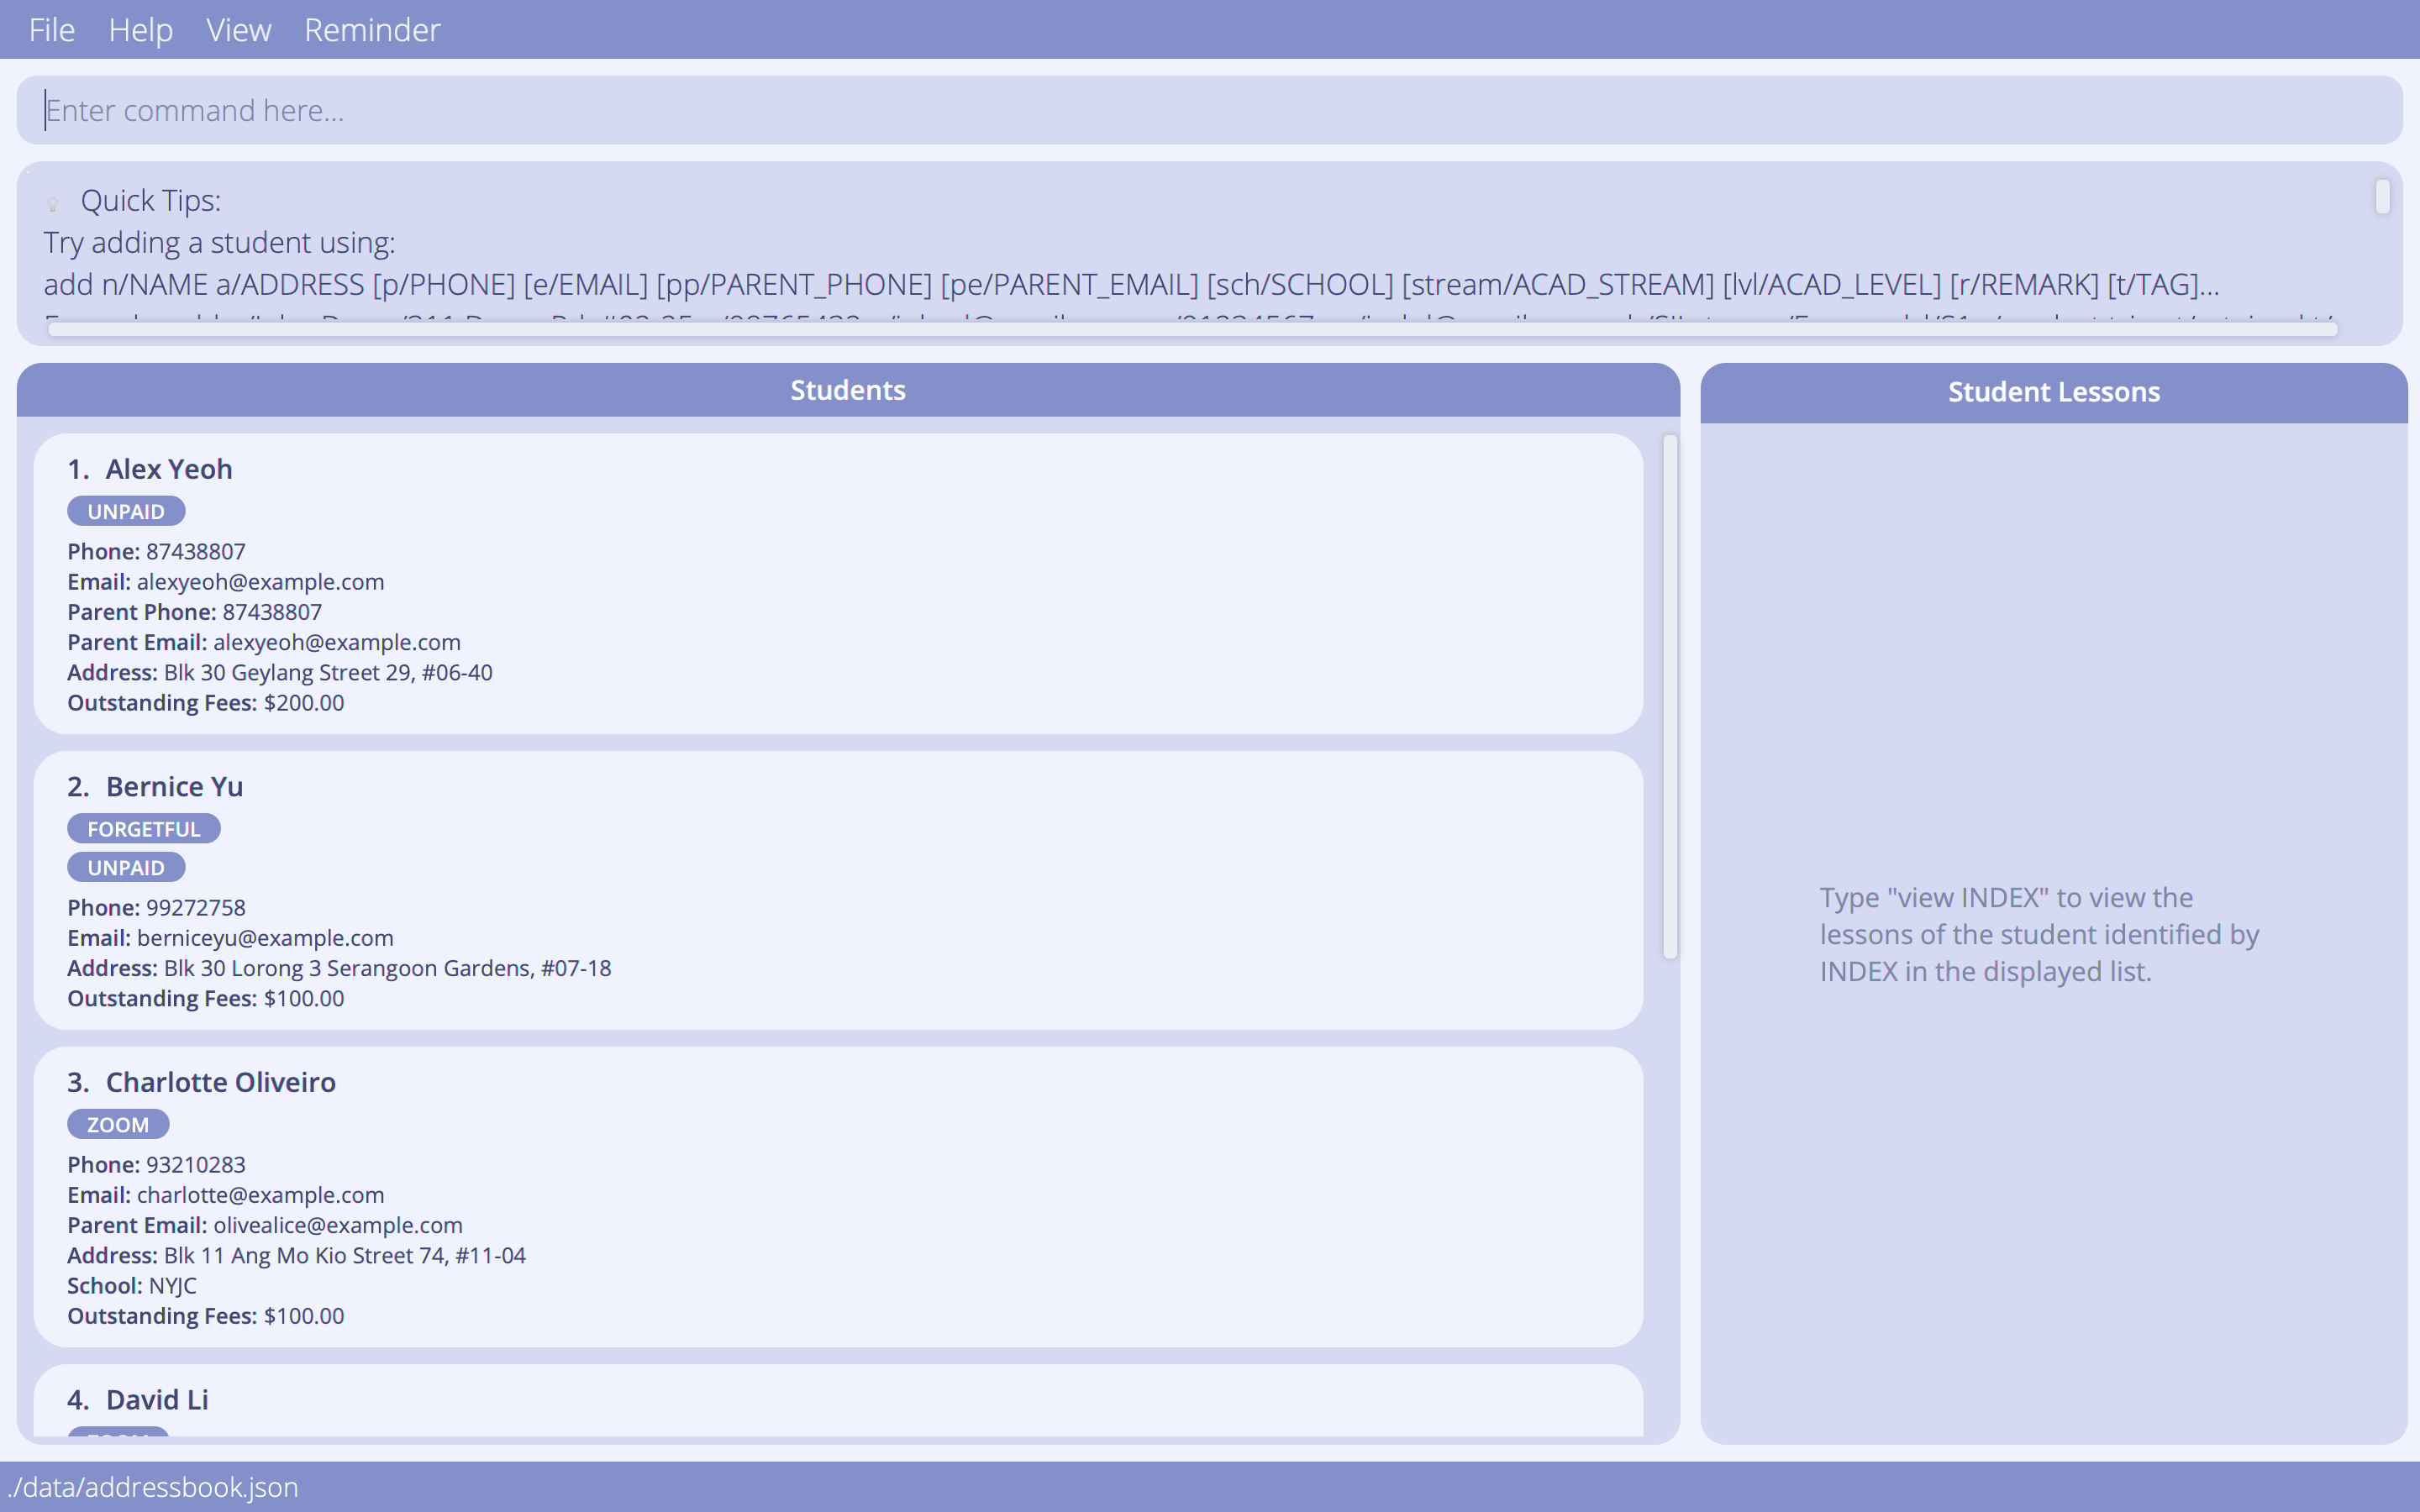 File Help View Reminder
Enter command here...
Quick Tips:
Try adding a student using:
add n/NAME a/ADDRESS [p/PHONE] [e/EMAIL] [pp/PARENT_PHONE] [pe/PARENT_EMAIL] [sch/SCHOOL] [stream/ACAD_STREAM] [lvl/ACAD_LEVEL] [r/REMARK] [t/TAG]...
Students
1. Alex Yeoh
UNPAID
Phone: 87438807
Email: alexyeoh@example.com
Parent Phone: 87438807
Parent Email: alexyeoh@example.com
Address: Blk 30 Geylang Street 29, #06-40
Outstanding Fees: $200.00
2. Bernice Yu
FORGETFUL
UNPAID
Phone: 99272758
Email: berniceyu@example.com
Address: Blk 30 Lorong 3 Serangoon Gardens, #07-18
Outstanding Fees: $100.00
3. Charlotte Oliveiro
ZOOM
Phone: 93210283
Email: charlotte@example.com
Parent Email: olivealice@example.com
Address: Blk 11 Ang Mo Kio Street 74, #11-04
School: NYJC
Outstanding Fees: $100.00
4. David Li
Student Lessons
Type "view INDEX" to view the
lessons of the student identified by
INDEX in the displayed list.
./data/addressbook.json